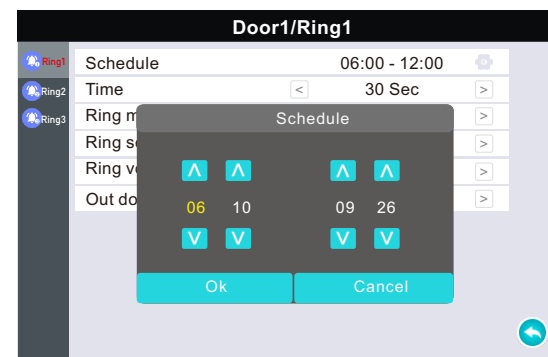 Door1/Ring1
Ring1
Schedule 06:00 - 12:00
Ring2
Time < 30 Sec >
Ring3
Ring m >
Schedule
Ring s >
Ring v >
Out do >
06 10 09 26
Ok Cancel